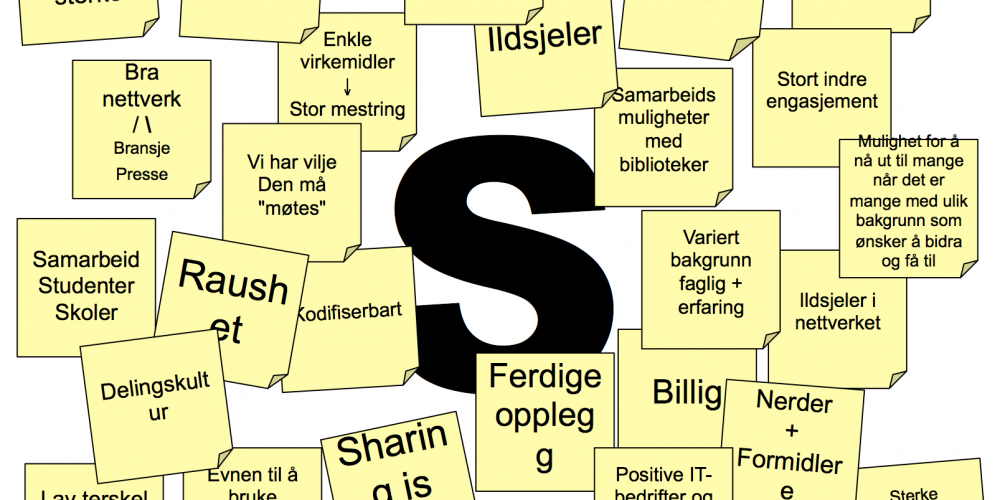 sterke
Enkle
virkemidler
↓
Stor mestring
Ildsjeler
Bra
nettverk
/ \
Bransje
Presse
Samarbeids
muligheter
med
biblioteker
Stort indre
engasjement
Mulighet for å
nå ut til mange
når det er
mange med ulik
bakgrunn som
ønsker å bidra
og få til
Vi har vilje
Den må
"møtes"
S
Samarbeid
Studenter
Skoler
Raush
et
Kodifiserbart
Variert
bakgrunn
faglig +
erfaring
Ildsjeler i
nettverket
Delingskult
ur
Ferdige
oppleg
g
Billig
Nerder
+
Formidler
e
Sharin
g is
Lav terskel
Evnen til å
bruke
Positive IT-
bedrifter og
Sterke